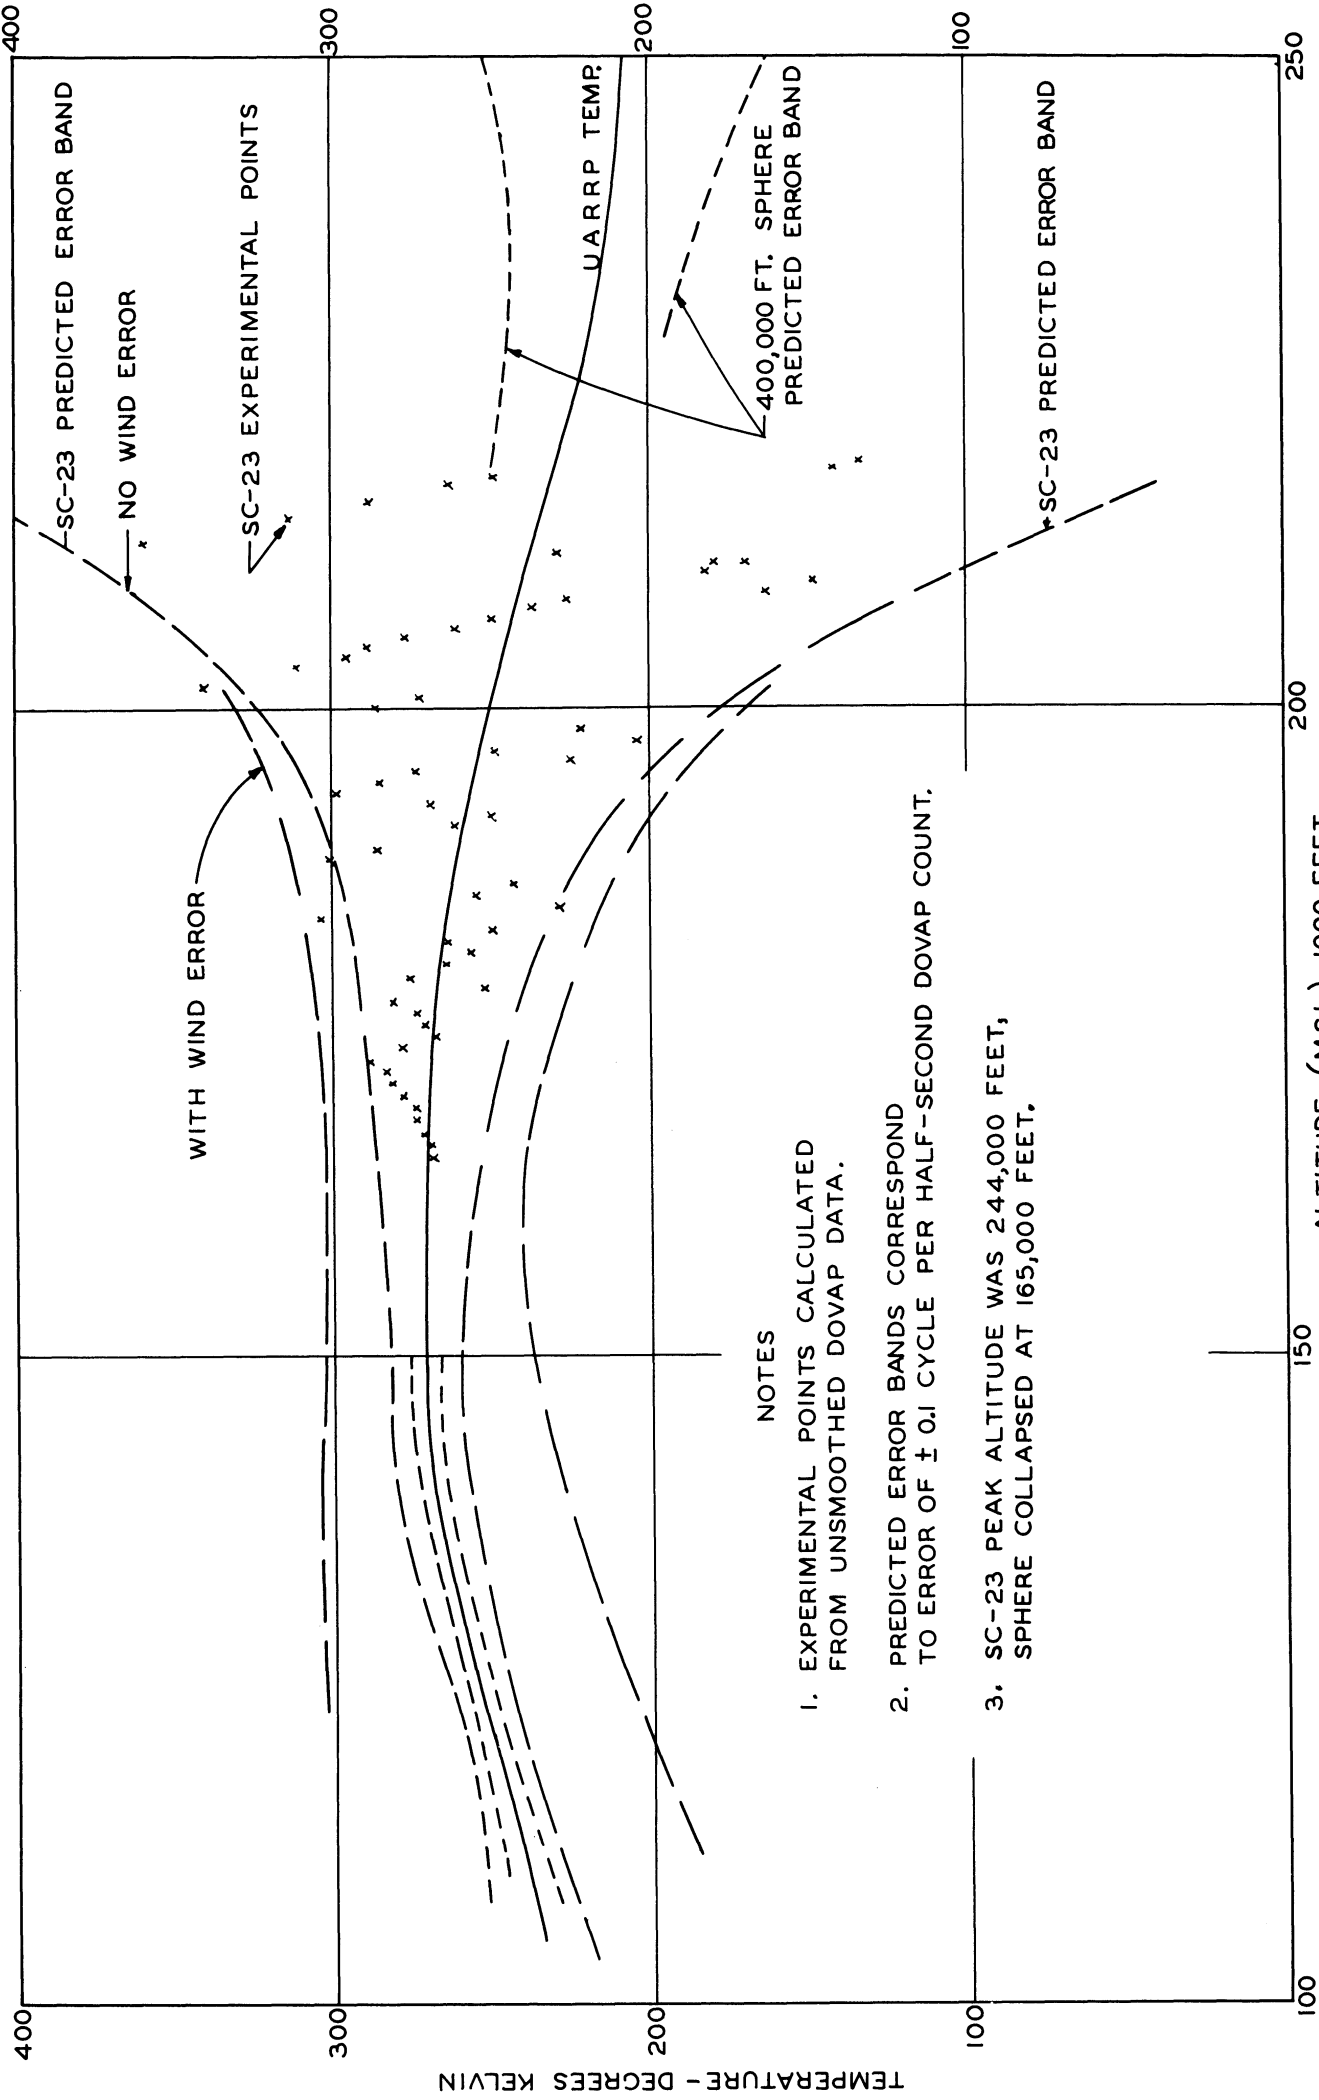 400
300
200
100
TEMPERATURE - DEGREES KELVIN
100
150
200
250
400
300
200
100
SC-23 PREDICTED ERROR BAND
NO WIND ERROR
SC-23 EXPERIMENTAL POINTS
WITH WIND ERROR
UARRP TEMP.
400,000 FT. SPHERE
PREDICTED ERROR BAND
SC-23 PREDICTED ERROR BAND
NOTES
1. EXPERIMENTAL POINTS CALCULATED
FROM UNSMOOTHED DOVAP DATA.
2. PREDICTED ERROR BANDS CORRESPOND
TO ERROR OF ± 0.1 CYCLE PER HALF-SECOND DOVAP COUNT.
3. SC-23 PEAK ALTITUDE WAS 244,000 FEET,
SPHERE COLLAPSED AT 165,000 FEET.